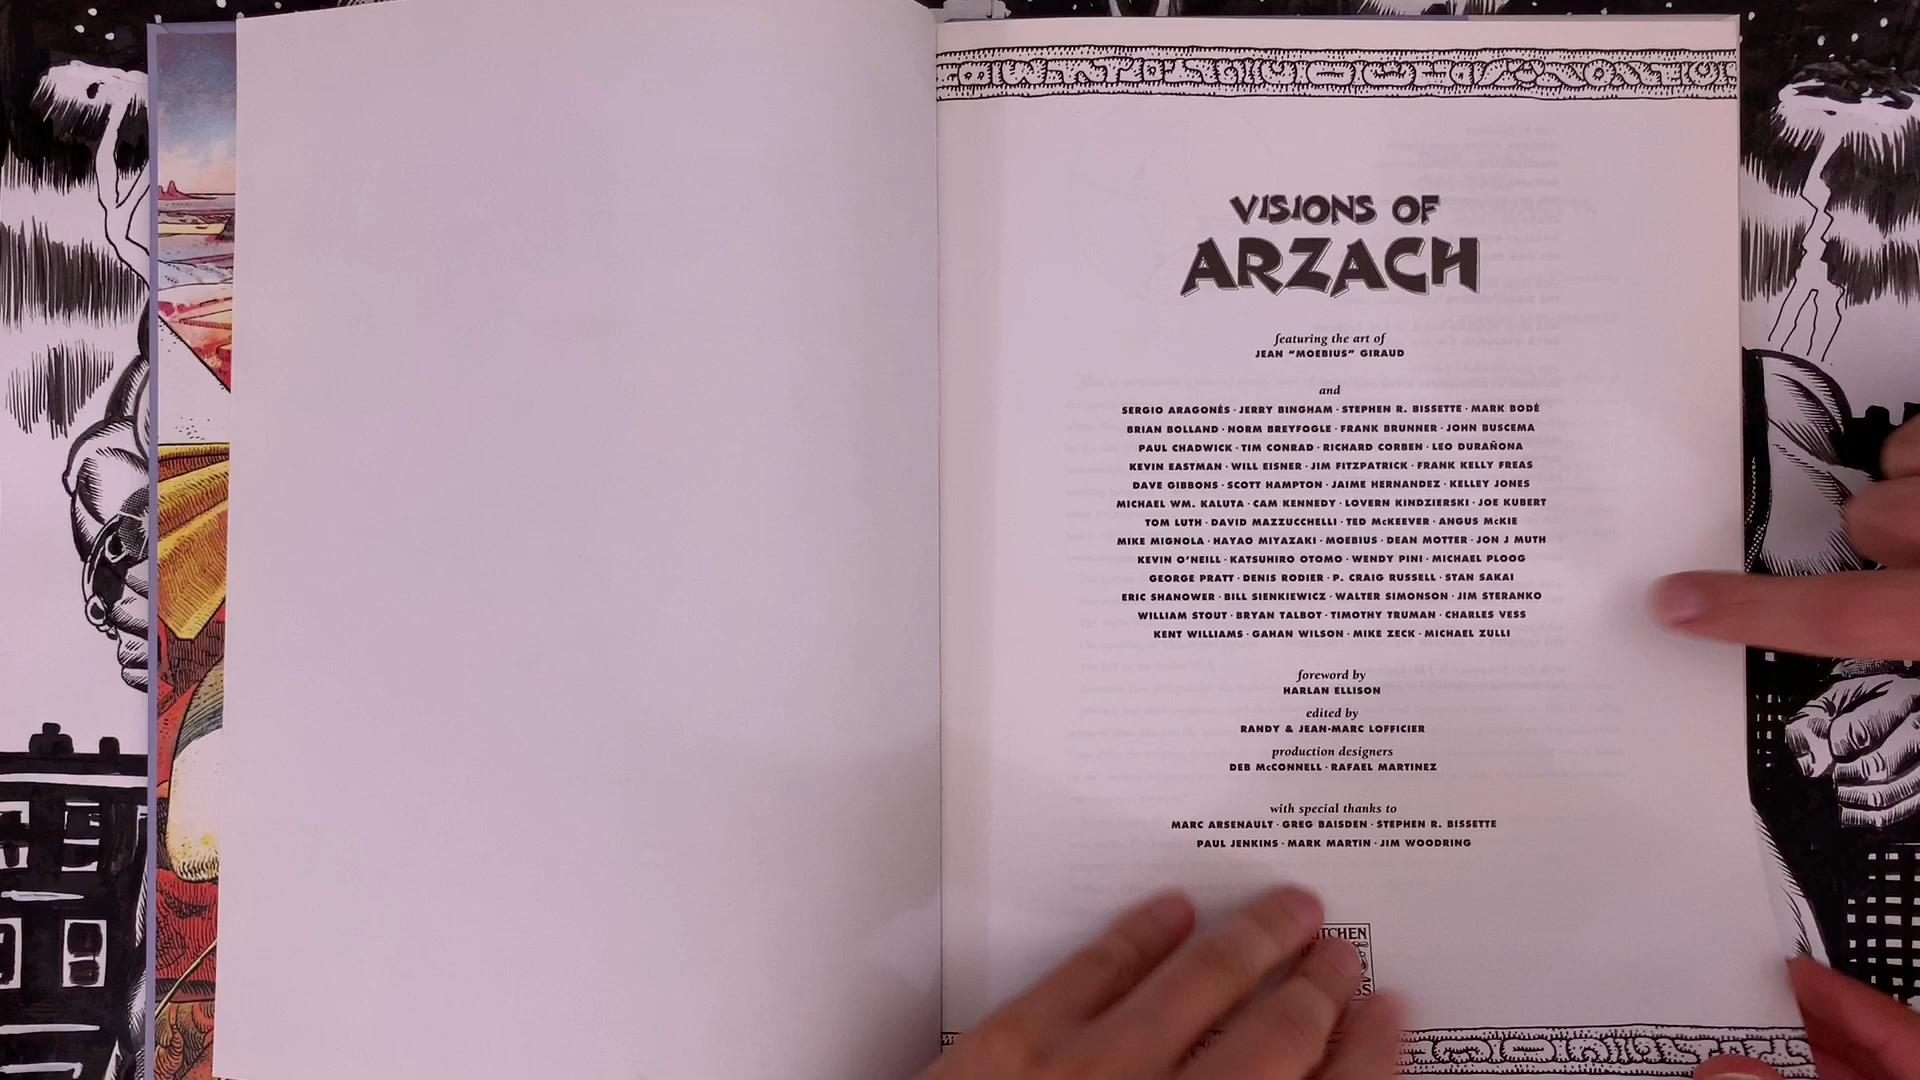 VISIONS OF
ARZACH
featuring the art of
JEAN “MOEBIUS” GIRAUD
and
SERGIO ARAGONÉS · JERRY BINGHAM · STEPHEN R. BISSETTE · MARK BODÉ
BRIAN BOLLAND · NORM BREYFOGLE · FRANK BRUNNER · JOHN BUSCEMA
PAUL CHADWICK · TIM CONRAD · RICHARD CORBEN · LEO DURAÑONA
KEVIN EASTMAN · WILL EISNER · JIM FITZPATRICK · FRANK KELLY FREAS
DAVE GIBBONS · SCOTT HAMPTON · JAIME HERNANDEZ · KELLEY JONES
MICHAEL WM. KALUTA · CAM KENNEDY · LOVERN KINDZIERSKI · JOE KUBERT
TOM LUTH · DAVID MAZZUCCHELLI · TED McKEEVER · ANGUS McKIE
MIKE MIGNOLA · HAYAO MIYAZAKI · MOEBIUS · DEAN MOTTER · JON J MUTH
KEVIN O’NEILL · KATSUHIRO OTOMO · WENDY PINI · MICHAEL PLOOG
GEORGE PRATT · DENIS RODIER · P. CRAIG RUSSELL · STAN SAKAI
ERIC SHANOWER · BILL SIENKIEWICZ · WALTER SIMONSON · JIM STERANKO
WILLIAM STOUT · BRYAN TALBOT · TIMOTHY TRUMAN · CHARLES VESS
KENT WILLIAMS · GAHAN WILSON · MIKE ZECK · MICHAEL ZULLI
foreword by
HARLAN ELLISON
edited by
RANDY & JEAN-MARC LOFFICIER
production designers
DEB McCONNELL · RAFAEL MARTINEZ
with special thanks to
MARC ARSENAULT · GREG BAISDEN · STEPHEN R. BISSETTE
PAUL JENKINS · MARK MARTIN · JIM WOODRING